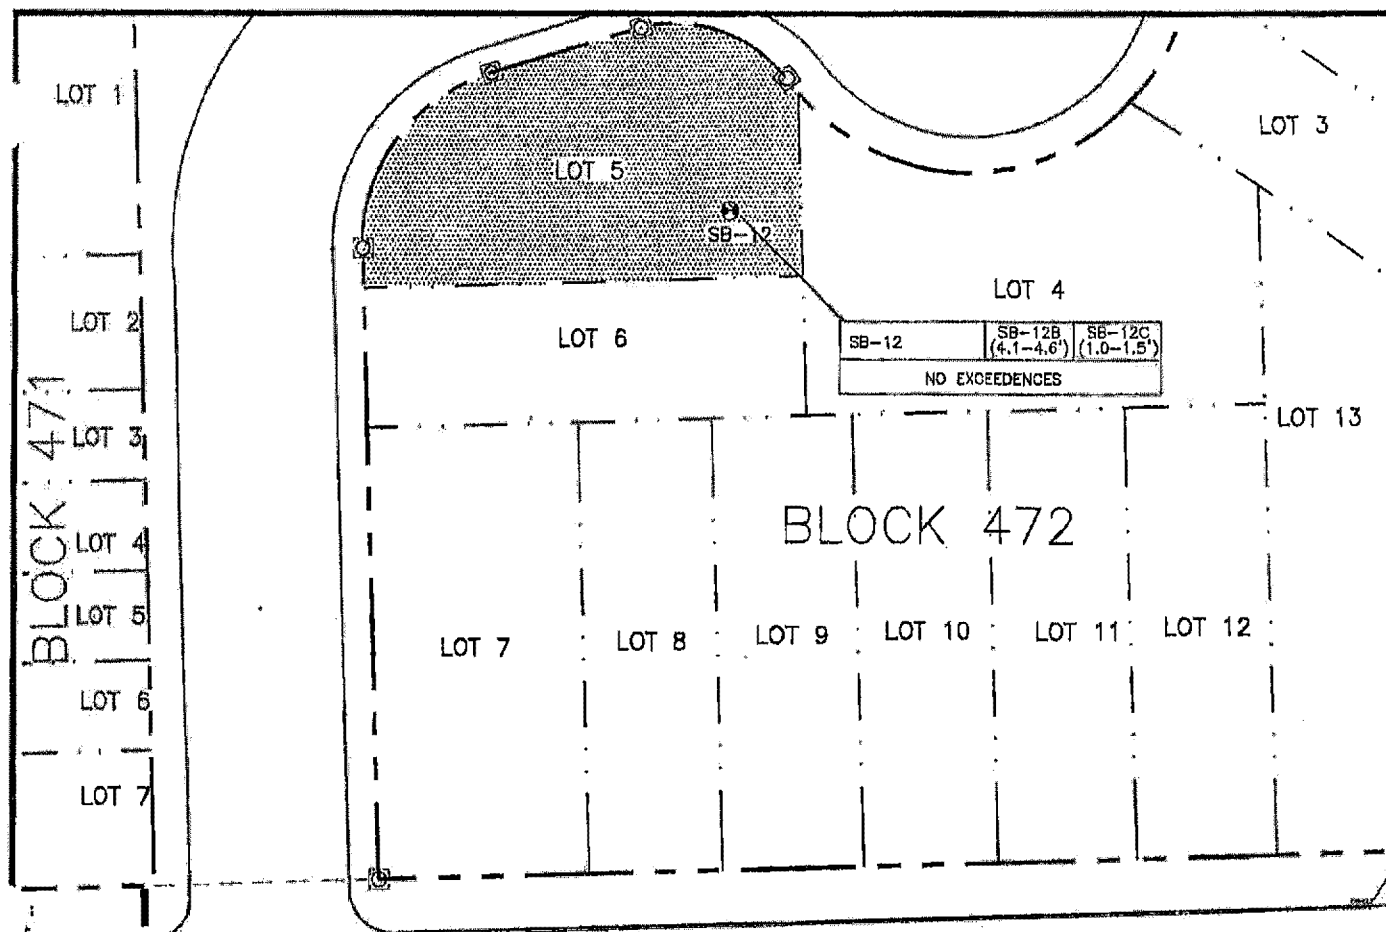 LOT 1
LOT 2
LOT 3
LOT 4
LOT 5
LOT 6
LOT 7
BLOCK 471
LOT 5
SB-12
LOT 3
LOT 4
LOT 6
SB-12
SB-12B
(4.1-4.6')
SB-12C
(1.0-1.5')
NO EXCEEDENCES
LOT 13
BLOCK 472
LOT 7
LOT 8
LOT 9
LOT 10
LOT 11
LOT 12